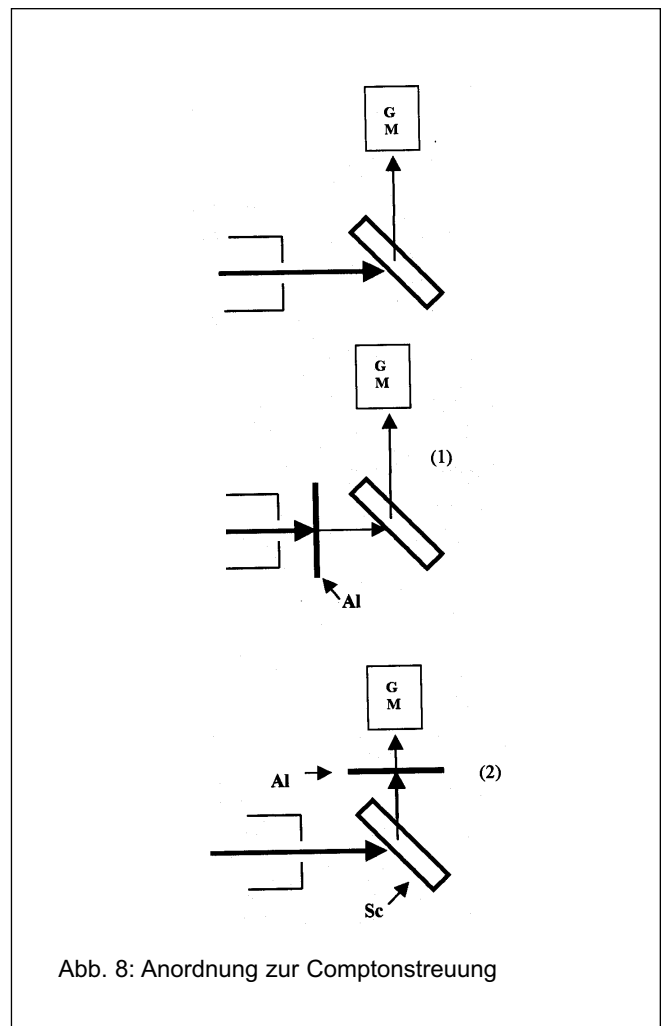 G
M
G
M
(1)
Al
G
M
Al
(2)
Sc
Abb. 8: Anordnung zur Comptonstreuung